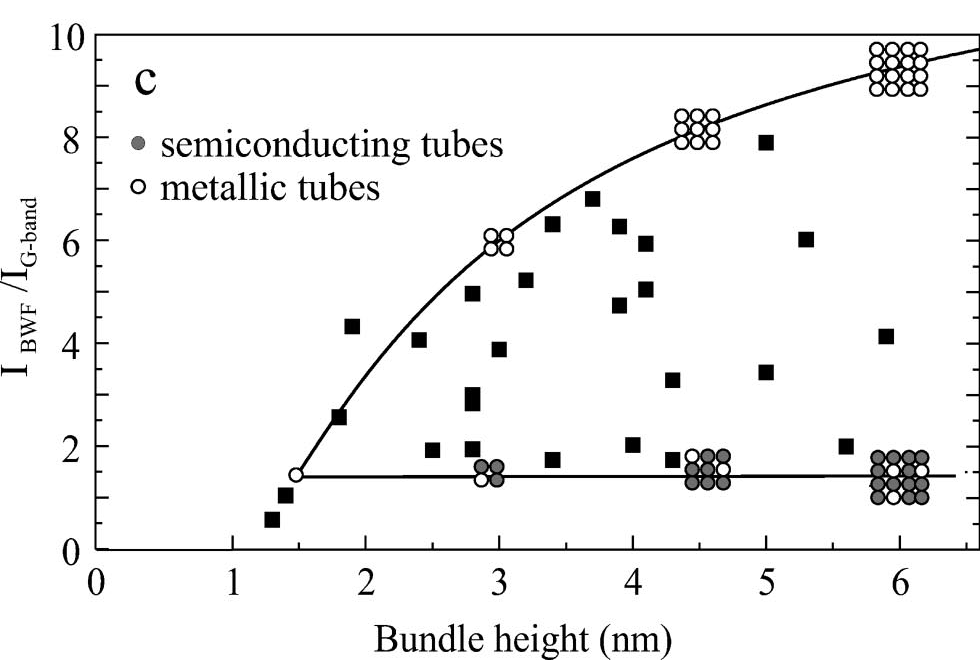 c
semiconducting tubes
metallic tubes
10
8
6
4
2
0
I BWF /I G-band
0 1 2 3 4 5 6
Bundle height (nm)